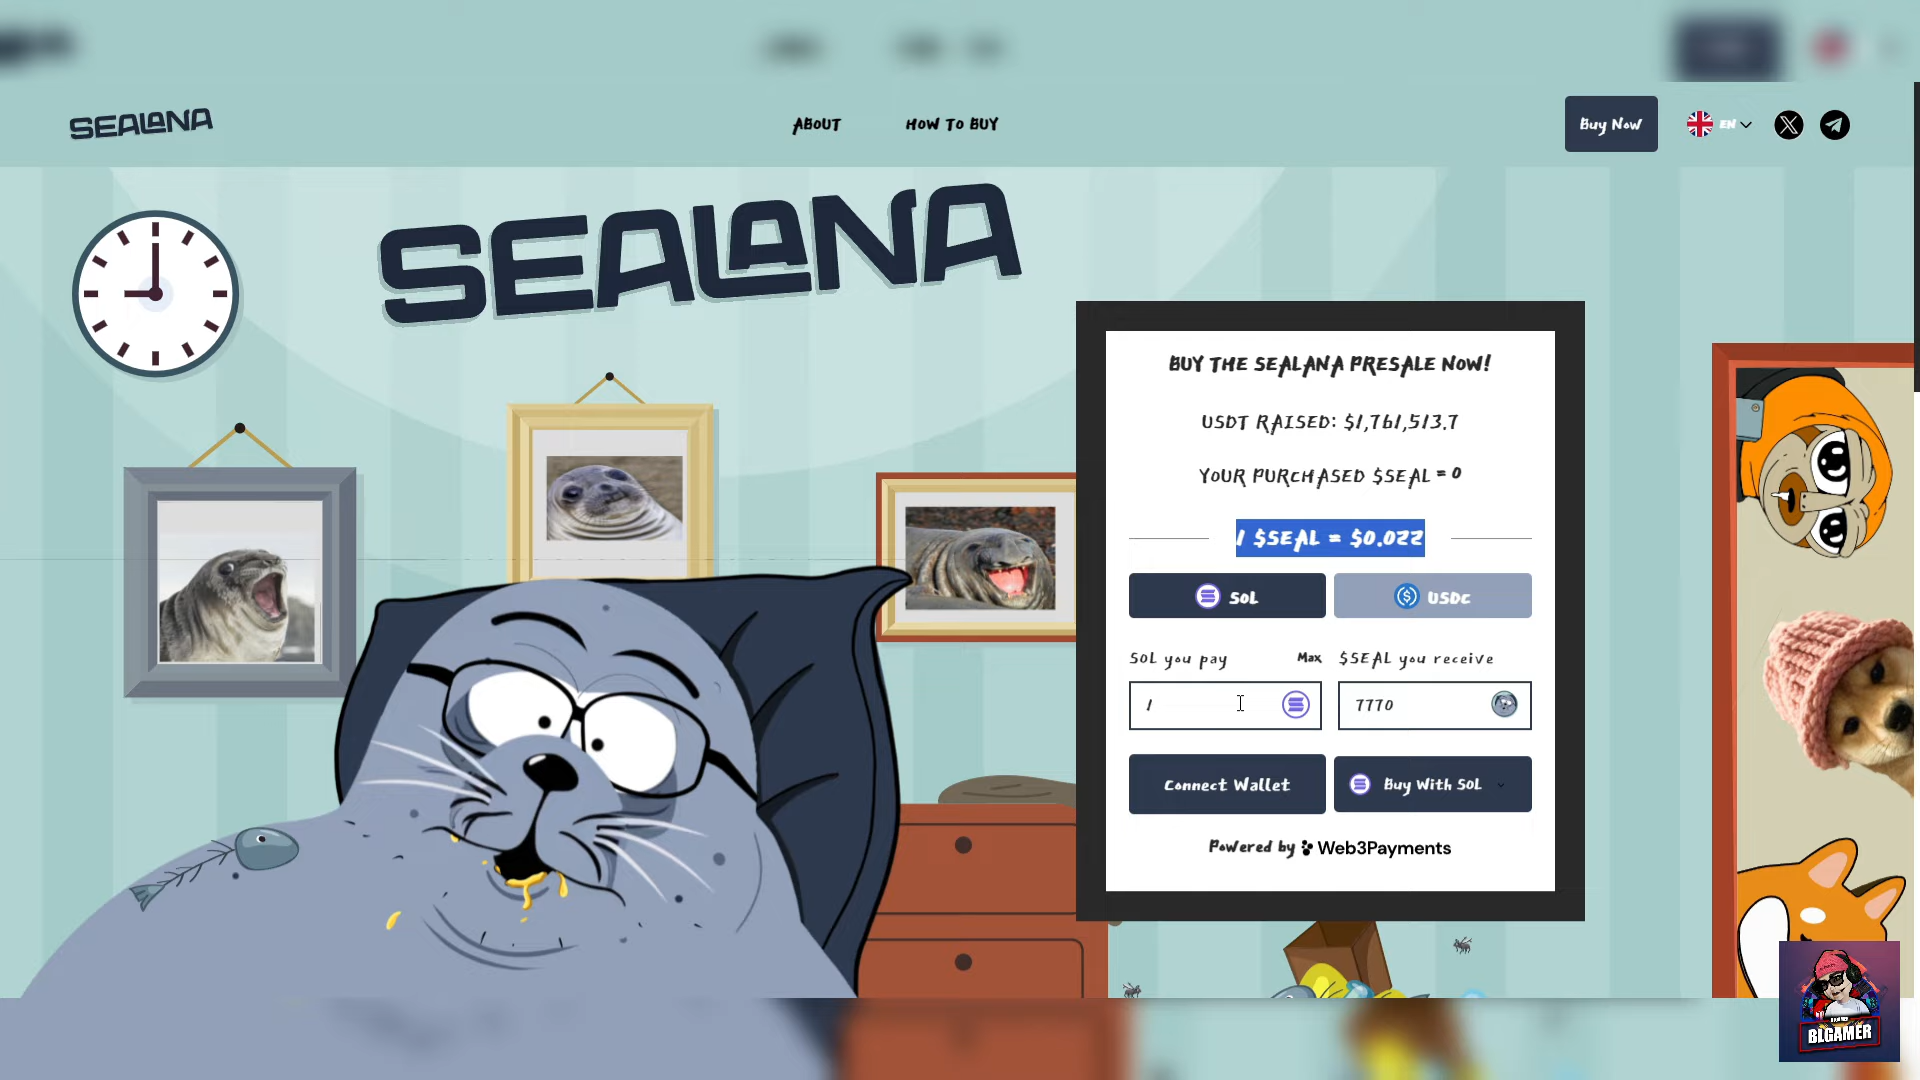 SEALANA
ABOUT
HOW TO BUY
Buy Now
EN
SEALANA
BUY THE SEALANA PRESALE NOW!
USDT RAISED: $1,761,513.7
YOUR PURCHASED $SEAL = 0
1 $SEAL = $0.022
SOL
USDC
SOL you pay
Max
$SEAL you receive
1
7770
Connect Wallet
Buy With SOL
Powered by Web3Payments
BLGAMER